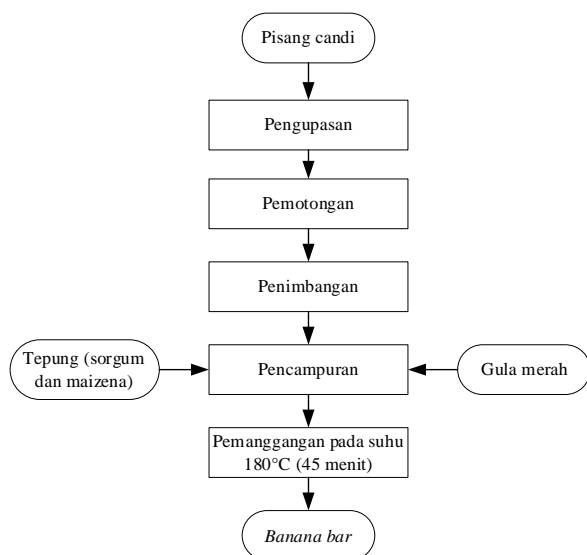 Pisang candi
Pengupasan
Pemotongan
Penimbangan
Tepung (sorgum
dan maizena)
Pencampuran
Gula merah
Pemanggangan pada suhu
180°C (45 menit)
Banana bar